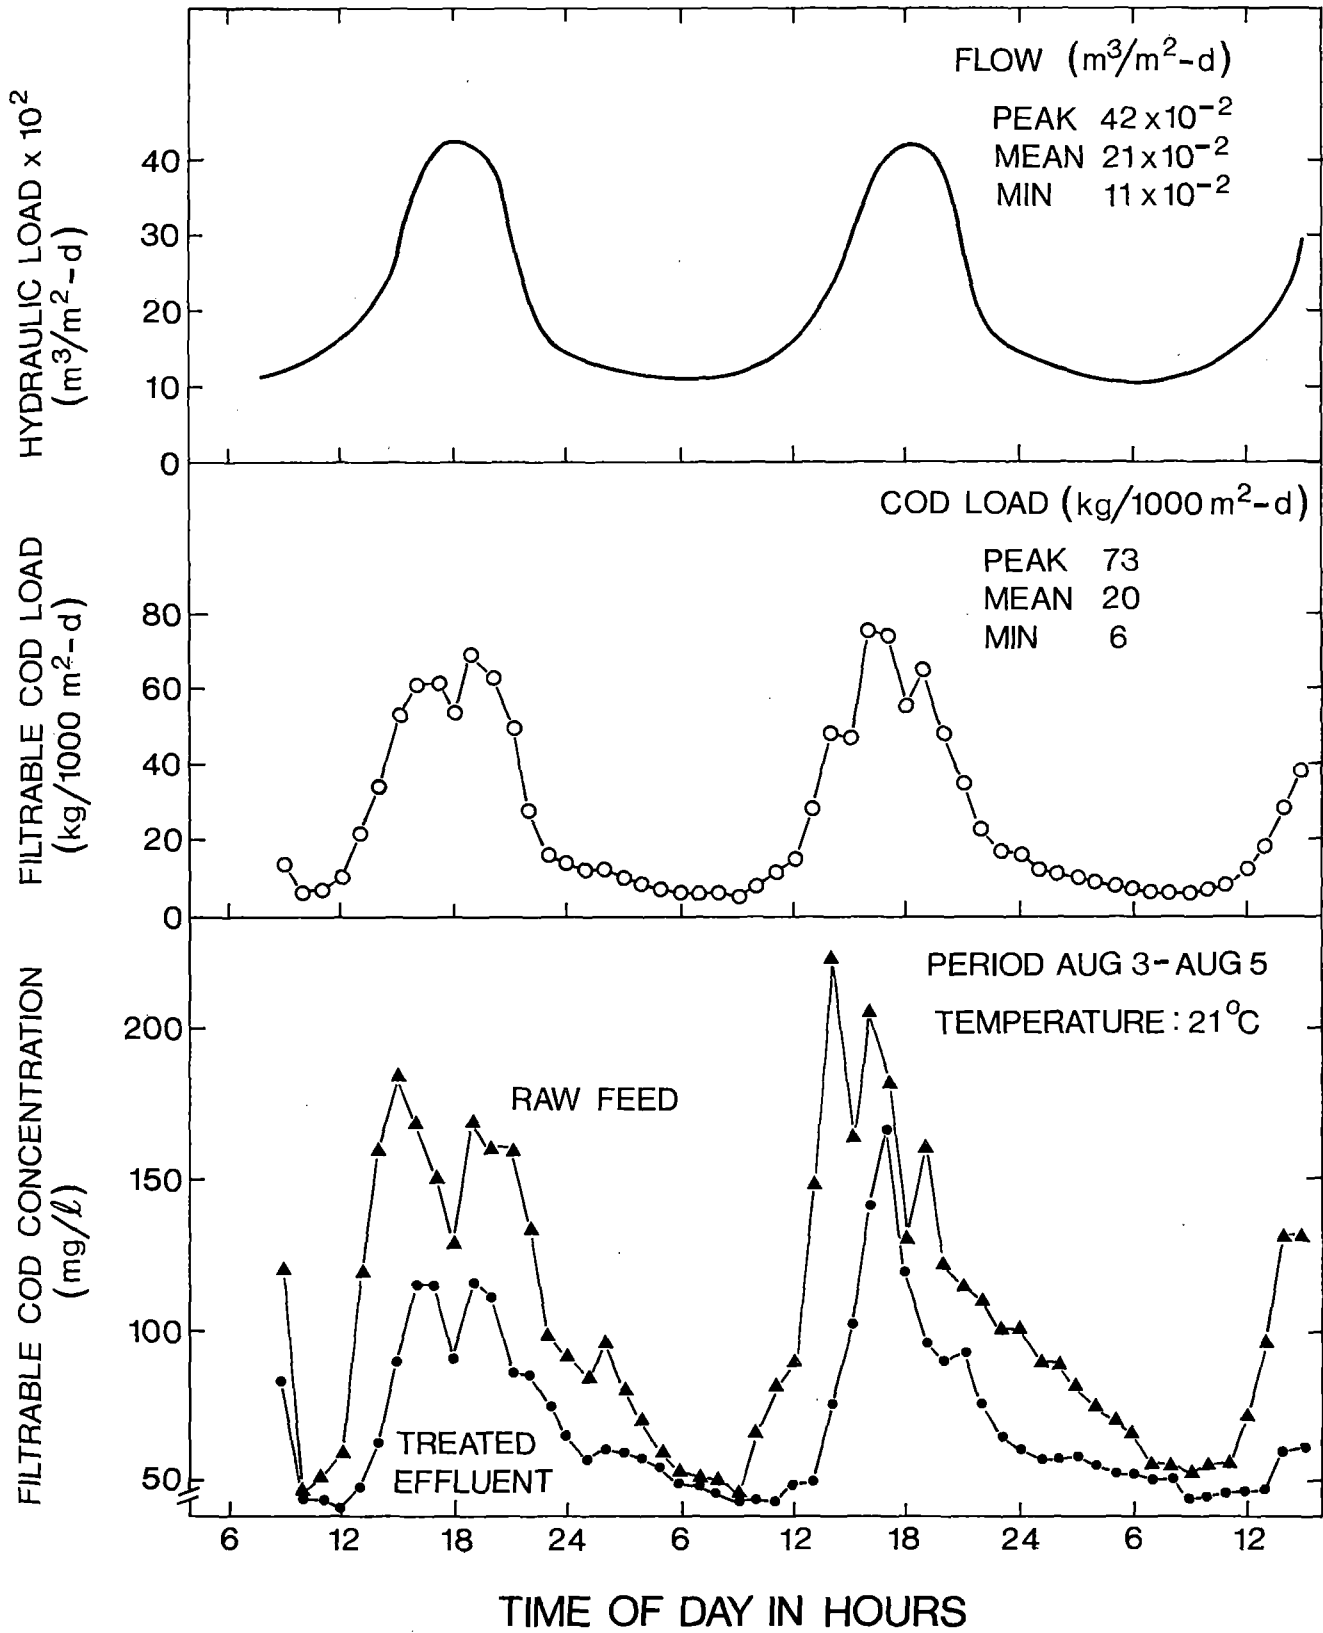 FLOW (m³/m²-d)
PEAK 42 x 10⁻²
MEAN 21 x 10⁻²
MIN 11 x 10⁻²
HYDRAULIC LOAD x 10²
(m³/m²-d)
40
30
20
10
0
COD LOAD (kg/1000 m²-d)
PEAK 73
MEAN 20
MIN 6
FILTRABLE COD LOAD
(kg/1000 m²-d)
80
60
40
20
0
PERIOD AUG 3 - AUG 5
TEMPERATURE : 21°C
RAW FEED
TREATED
EFFLUENT
FILTRABLE COD CONCENTRATION
(mg/ℓ)
200
150
100
50
6 12 18 24 6 12 18 24 6 12
TIME OF DAY IN HOURS